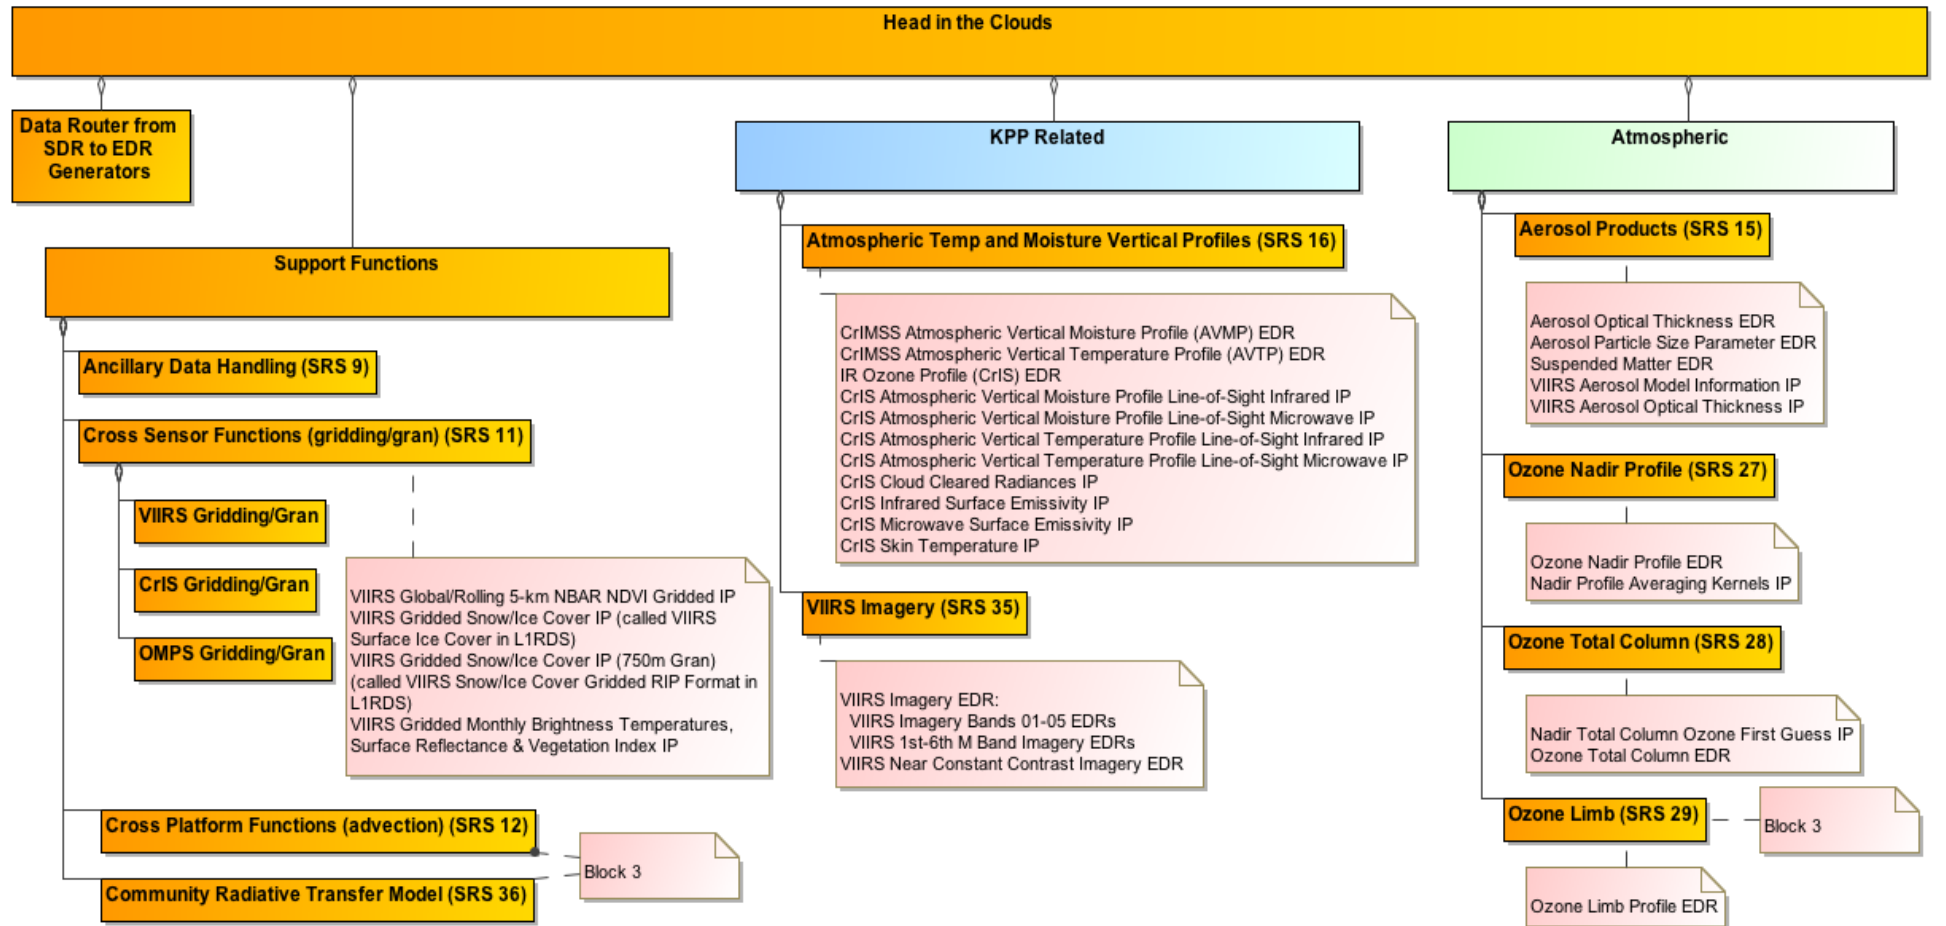 Head in the Clouds
Data Router from
SDR to EDR
Generators
Support Functions
Ancillary Data Handling (SRS 9)
Cross Sensor Functions (gridding/gran) (SRS 11)
VIIRS Gridding/Gran
CrIS Gridding/Gran
OMPS Gridding/Gran
VIIRS Global/Rolling 5-km NBAR NDVI Gridded IP
VIIRS Gridded Snow/Ice Cover IP (called VIIRS
Surface Ice Cover in L1RDS)
VIIRS Gridded Snow/Ice Cover IP (750m Gran)
(called VIIRS Snow/Ice Cover Gridded RIP Format in
L1RDS)
VIIRS Gridded Monthly Brightness Temperatures,
Surface Reflectance & Vegetation Index IP
Cross Platform Functions (advection) (SRS 12)
Community Radiative Transfer Model (SRS 36)
Block 3
KPP Related
Atmospheric Temp and Moisture Vertical Profiles (SRS 16)
CrIMSS Atmospheric Vertical Moisture Profile (AVMP) EDR
CrIMSS Atmospheric Vertical Temperature Profile (AVTP) EDR
IR Ozone Profile (CrIS) EDR
CrIS Atmospheric Vertical Moisture Profile Line-of-Sight Infrared IP
CrIS Atmospheric Vertical Moisture Profile Line-of-Sight Microwave IP
CrIS Atmospheric Vertical Temperature Profile Line-of-Sight Infrared IP
CrIS Atmospheric Vertical Temperature Profile Line-of-Sight Microwave IP
CrIS Cloud Cleared Radiances IP
CrIS Infrared Surface Emissivity IP
CrIS Microwave Surface Emissivity IP
CrIS Skin Temperature IP
VIIRS Imagery (SRS 35)
VIIRS Imagery EDR:
VIIRS Imagery Bands 01-05 EDRs
VIIRS 1st-6th M Band Imagery EDRs
VIIRS Near Constant Contrast Imagery EDR
Atmospheric
Aerosol Products (SRS 15)
Aerosol Optical Thickness EDR
Aerosol Particle Size Parameter EDR
Suspended Matter EDR
VIIRS Aerosol Model Information IP
VIIRS Aerosol Optical Thickness IP
Ozone Nadir Profile (SRS 27)
Ozone Nadir Profile EDR
Nadir Profile Averaging Kernels IP
Ozone Total Column (SRS 28)
Nadir Total Column Ozone First Guess IP
Ozone Total Column EDR
Ozone Limb (SRS 29)
Block 3
Ozone Limb Profile EDR